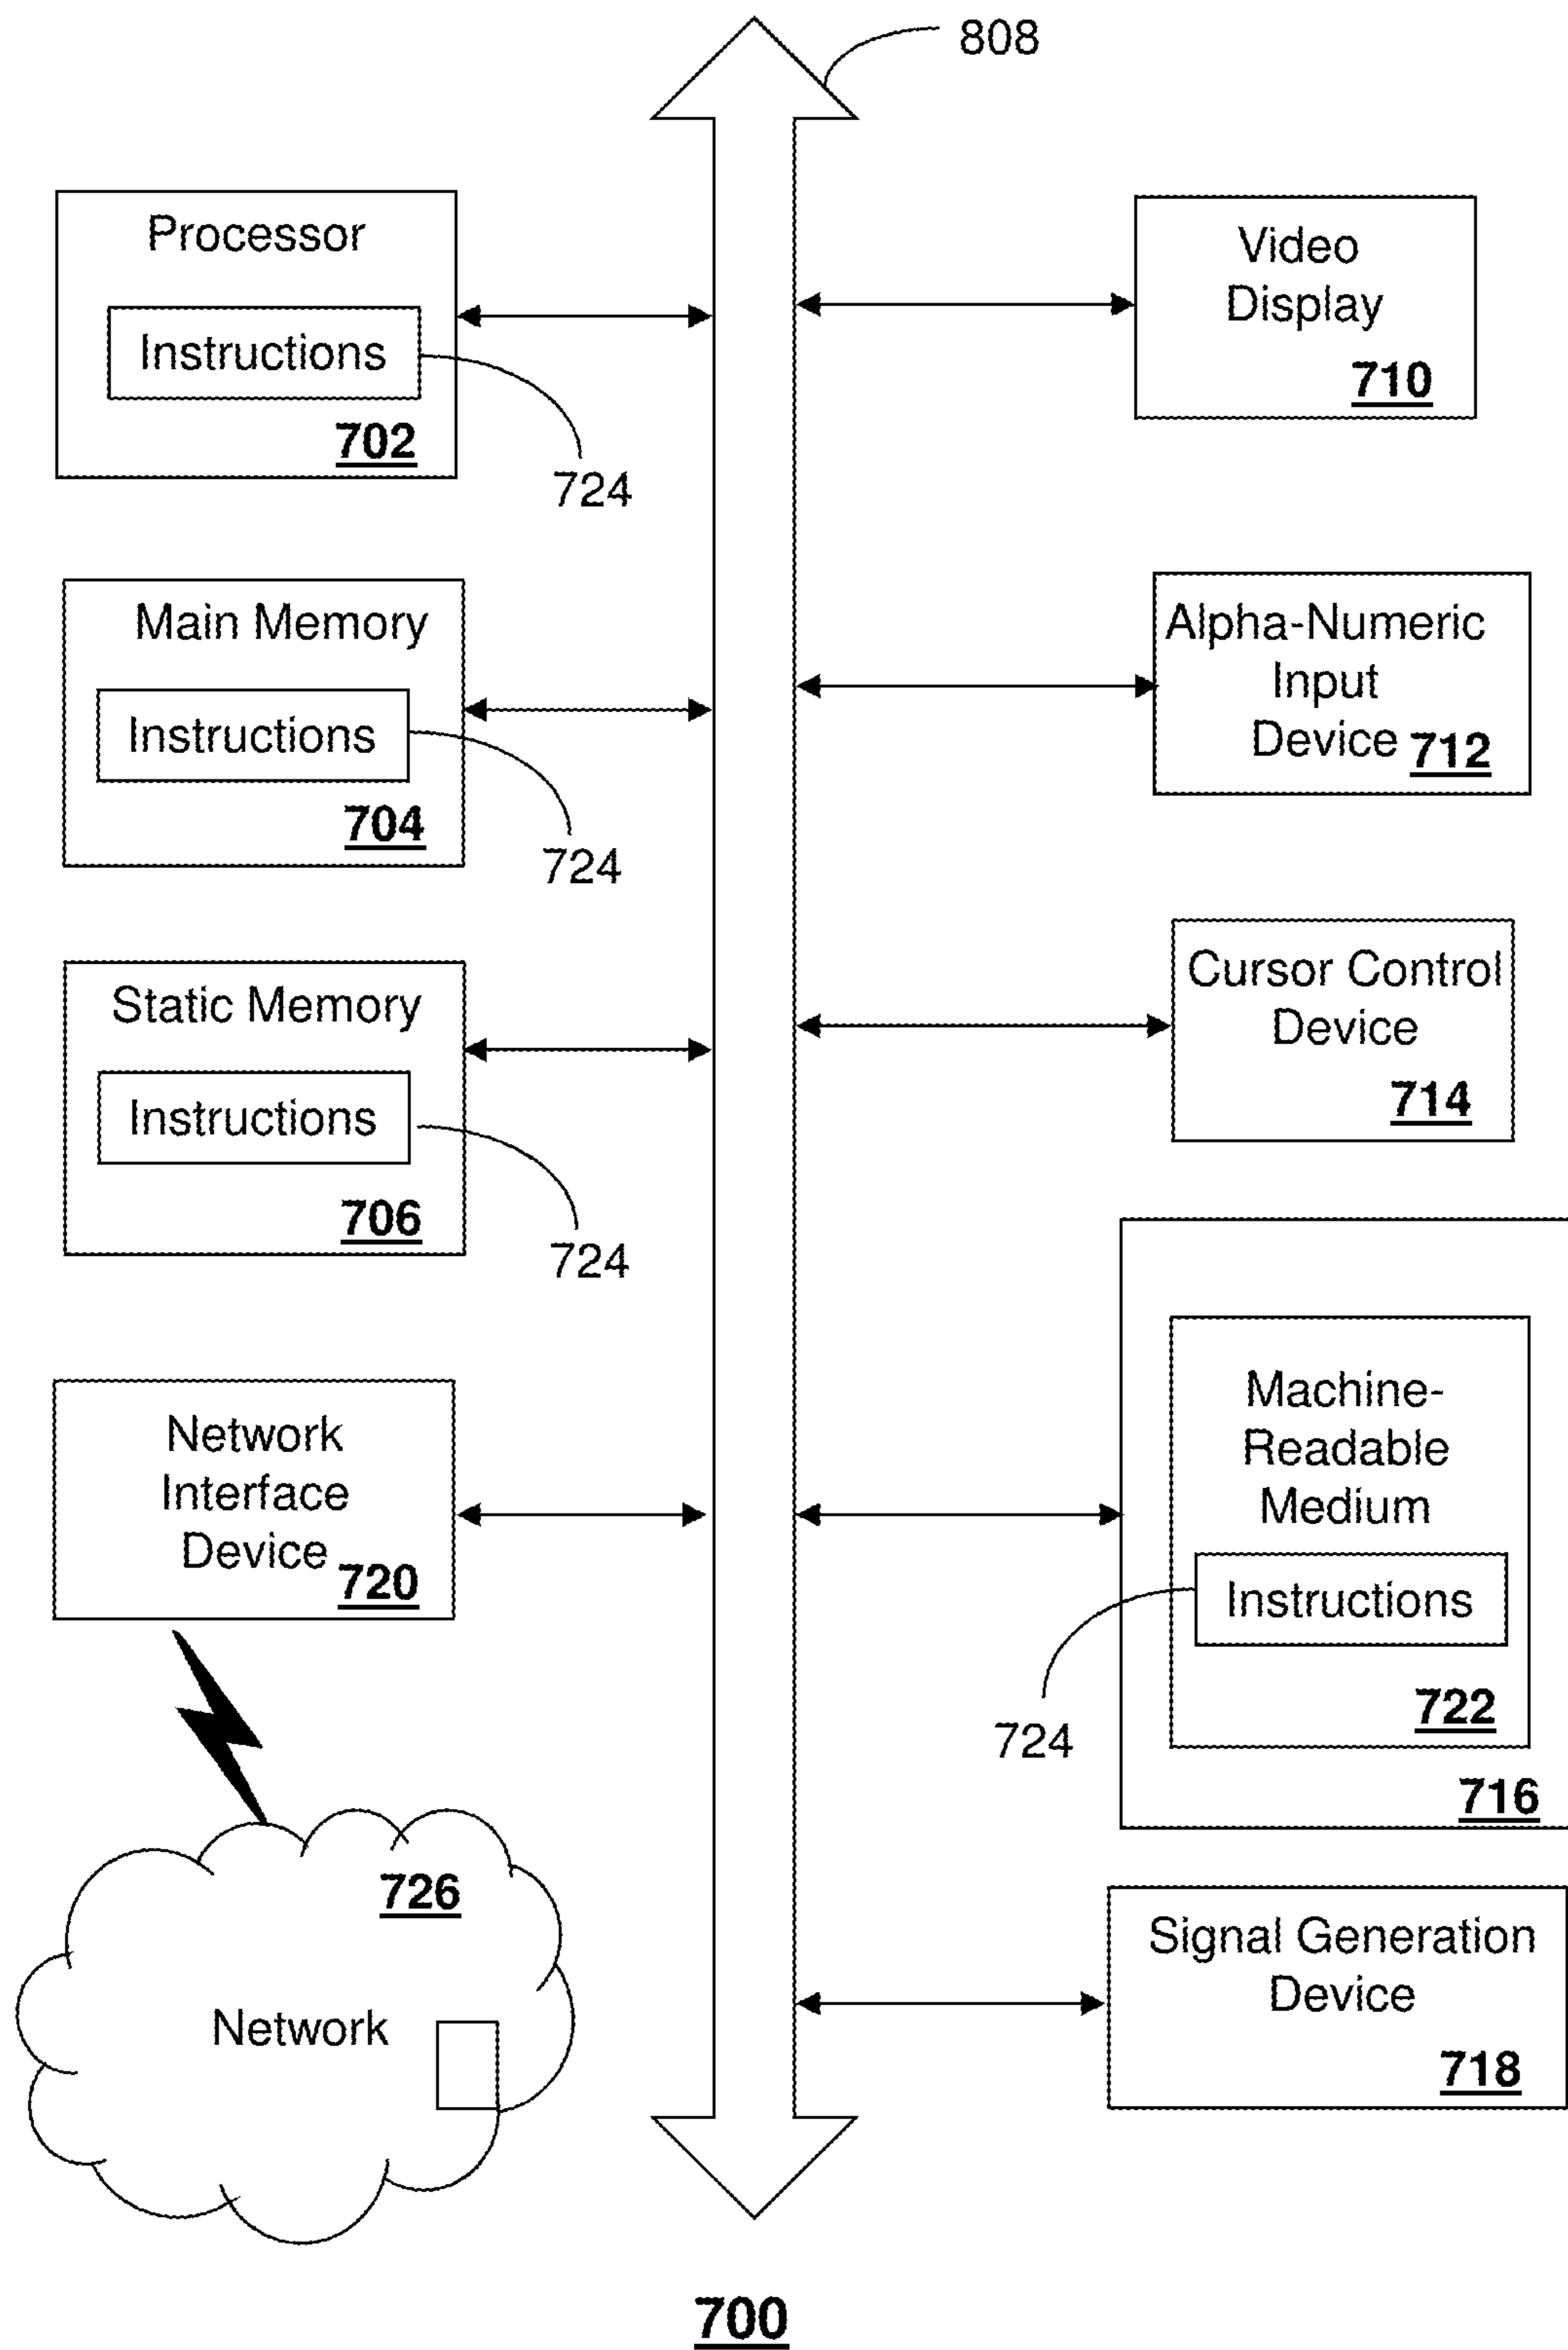 808
Processor
Instructions
702
724
Main Memory
Instructions
704
724
Static Memory
Instructions
706
724
Network
Interface
Device
720
726
Network
Video
Display
710
Alpha-Numeric
Input
Device 712
Cursor Control
Device
714
Machine-
Readable
Medium
Instructions
724
722
716
Signal Generation
Device
718
700